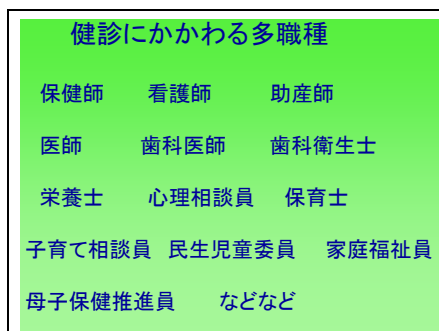 健診にかかわる多職種
保健師 看護師 助産師
医師 歯科医師 歯科衛生士
栄養士 心理相談員 保育士
子育て相談員 民生児童委員 家庭福祉員
母子保健推進員 などなど